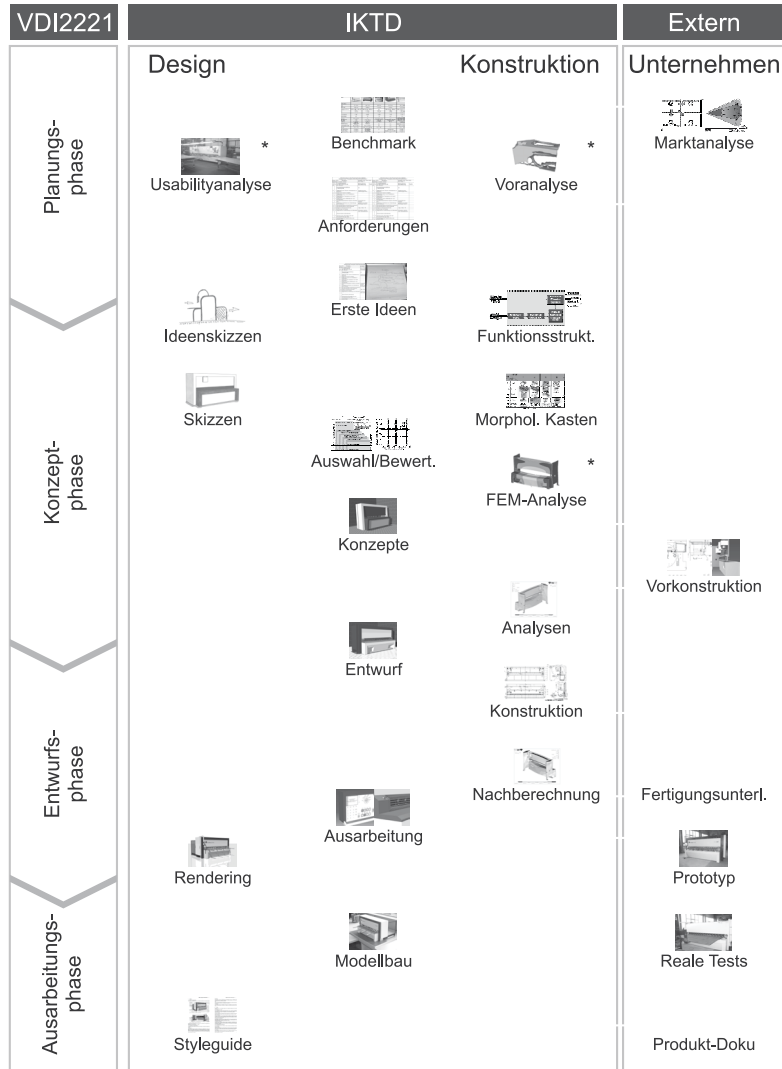 VDI2221
IKTD
Extern
Design
Konstruktion
Unternehmen
Planungs-
phase
Benchmark
*
*
Marktanalyse
Usabilityanalyse
Voranalyse
Anforderungen
Erste Ideen
Ideenskizzen
Funktionsstrukt.
Konzept-
phase
Skizzen
Morphol. Kasten
Auswahl/Bewert.
*
FEM-Analyse
Konzepte
Vorkonstruktion
Analysen
Entwurf
Entwurfs-
phase
Konstruktion
Nachberechnung
Fertigungsunterl.
Ausarbeitung
Rendering
Prototyp
Ausarbeitungs-
phase
Modellbau
Reale Tests
Styleguide
Produkt-Doku